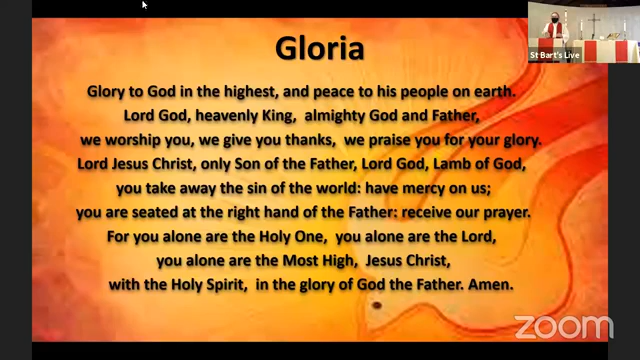 Gloria
Glory to God in the highest, and peace to his people on earth.
Lord God, heavenly King, almighty God and Father,
we worship you, we give you thanks, we praise you for your glory.
Lord Jesus Christ, only Son of the Father, Lord God, Lamb of God,
you take away the sin of the world: have mercy on us;
you are seated at the right hand of the Father: receive our prayer.
For you alone are the Holy One, you alone are the Lord,
you alone are the Most High, Jesus Christ,
with the Holy Spirit, in the glory of God the Father. Amen.
St Bart's Live
zoom